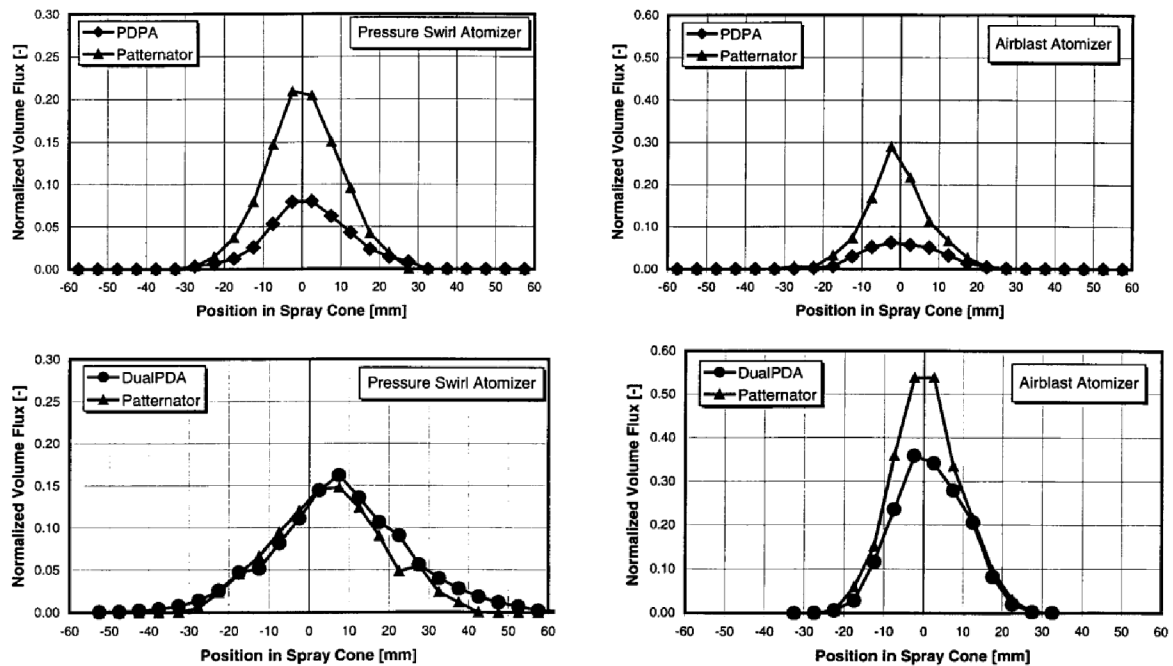 Normalized Volume Flux [-]
0.30
0.25
0.20
0.15
0.10
0.05
0.00
PDPA
Patternator
Pressure Swirl Atomizer
-60 -50 -40 -30 -20 -10 0 10 20 30 40 50 60
Position in Spray Cone [mm]
Normalized Volume Flux [-]
0.60
0.50
0.40
0.30
0.20
0.10
0.00
PDPA
Patternator
Airblast Atomizer
-60 -50 -40 -30 -20 -10 0 10 20 30 40 50 60
Position in Spray Cone [mm]
Normalized Volume Flux [-]
0.30
0.25
0.20
0.15
0.10
0.05
0.00
DualPDA
Patternator
Pressure Swirl Atomizer
-60 -50 -40 -30 -20 -10 0 10 20 30 40 50 60
Position in Spray Cone [mm]
Normalized Volume Flux [-]
0.60
0.50
0.40
0.30
0.20
0.10
0.00
DualPDA
Patternator
Airblast Atomizer
-60 -50 -40 -30 -20 -10 0 10 20 30 40 50 60
Position in Spray Cone [mm]